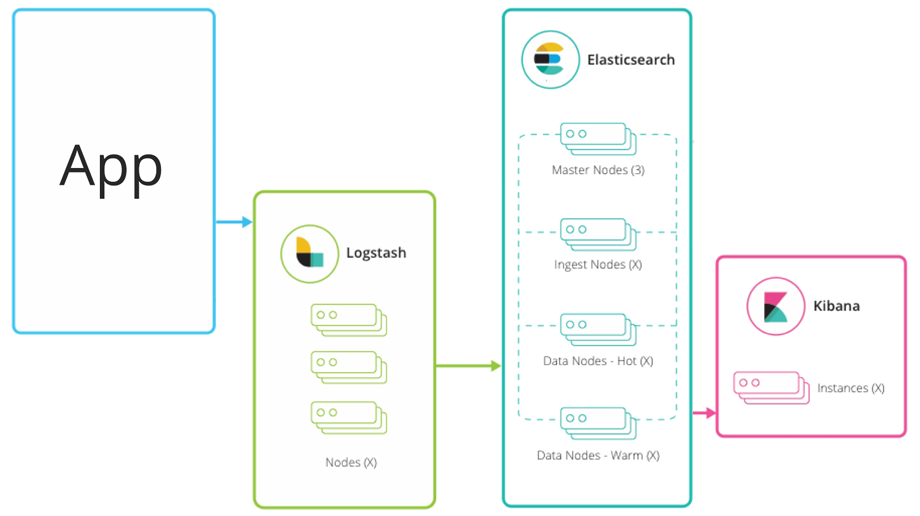 App
Logstash
Nodes (X)
Elasticsearch
Master Nodes (3)
Ingest Nodes (X)
Data Nodes - Hot (X)
Data Nodes - Warm (X)
Kibana
Instances (X)